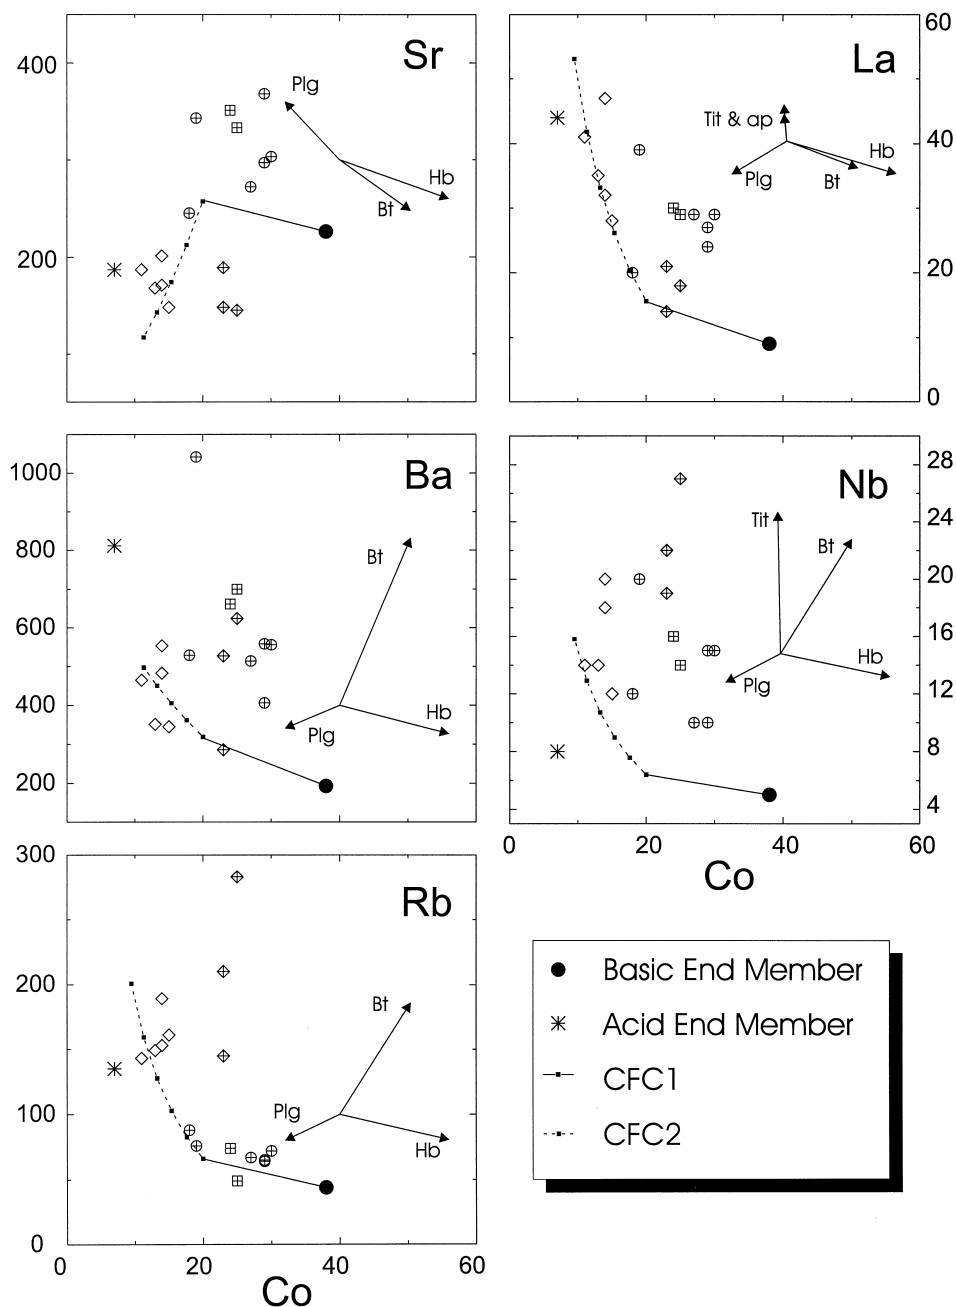 Sr
400
200
Plg
Hb
Bt
La
60
40
20
0
Tit & ap
Hb
Plg
Bt
Ba
1000
800
600
400
200
Bt
Plg
Hb
Nb
28
24
20
16
12
8
4
Tit
Bt
Hb
Plg
0 20 40 60
Co
Rb
300
200
100
0
Bt
Plg
Hb
0 20 40 60
Co
Basic End Member
Acid End Member
CFC1
CFC2